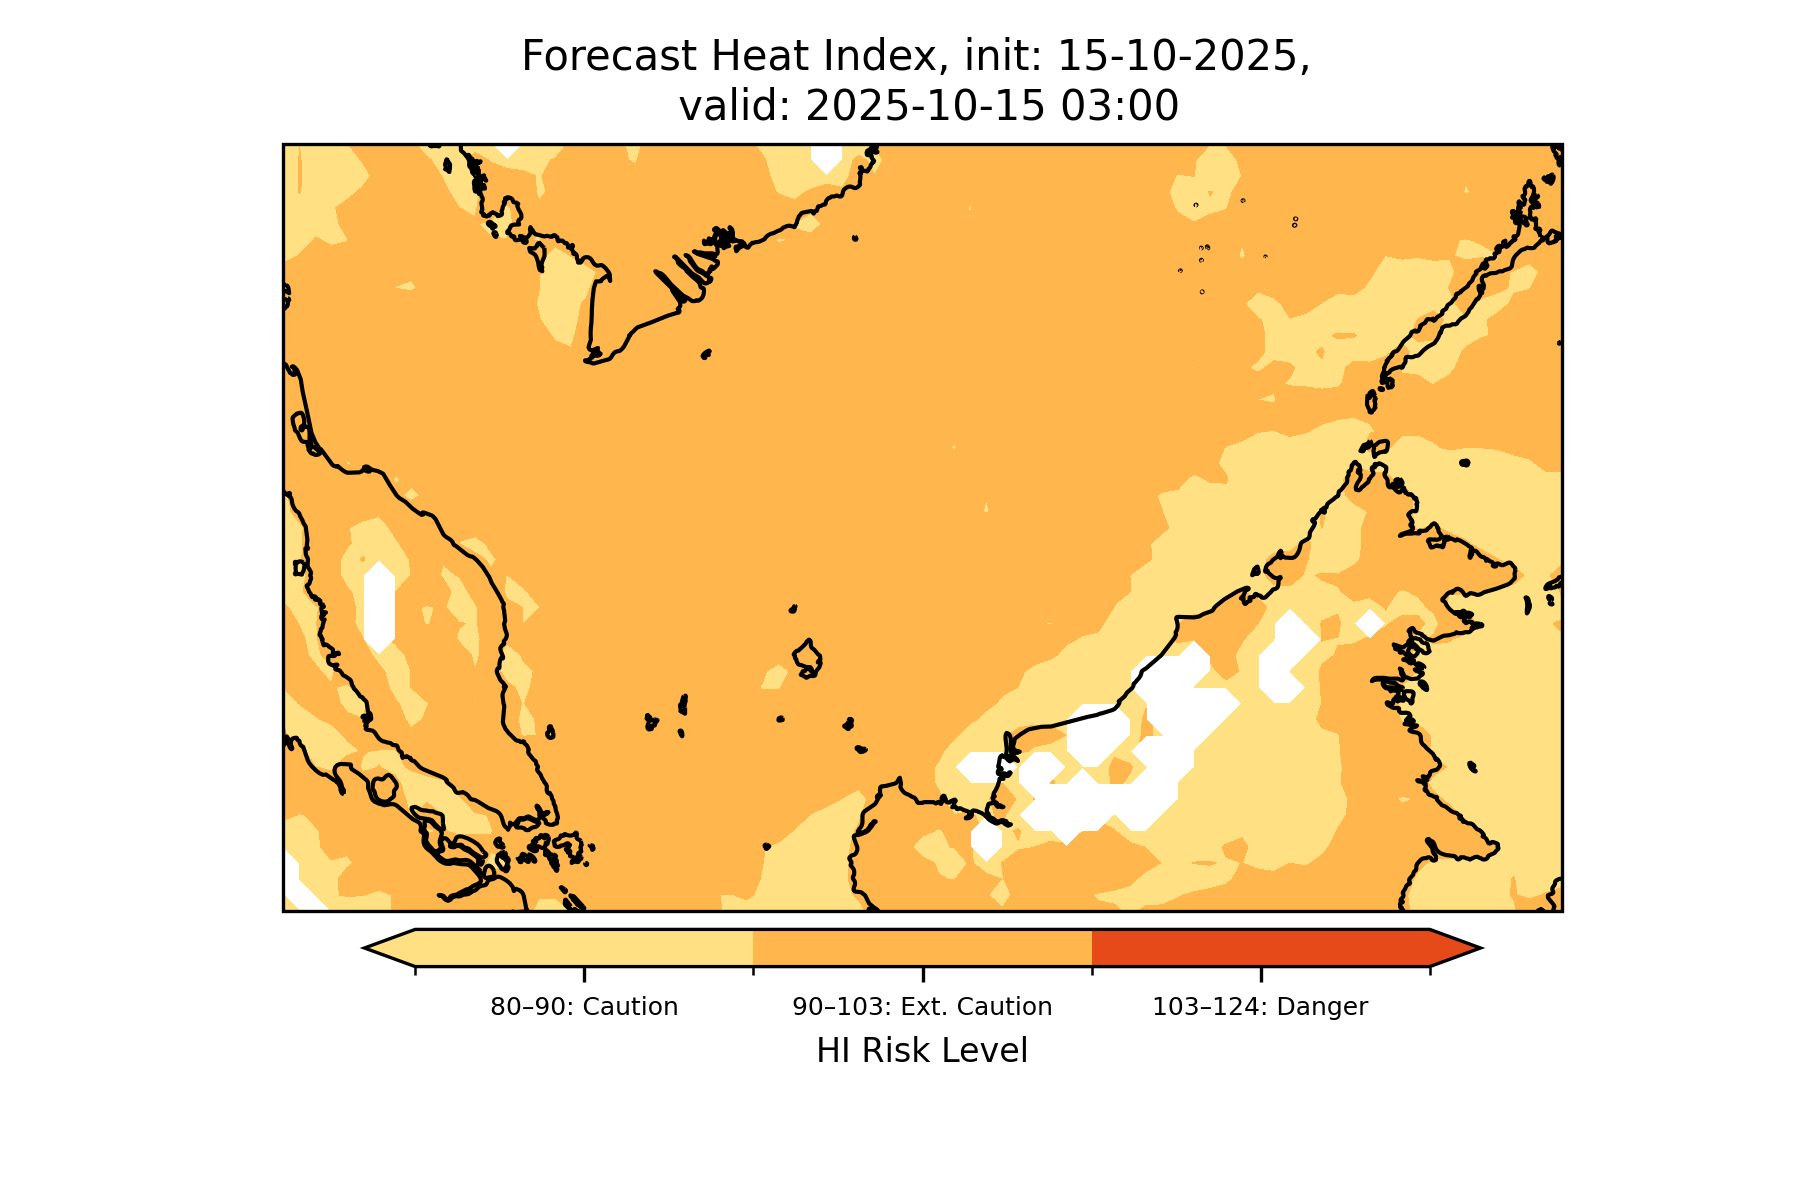 Forecast Heat Index, init: 15-10-2025,
valid: 2025-10-15 03:00
80–90: Caution
90–103: Ext. Caution
103–124: Danger
HI Risk Level